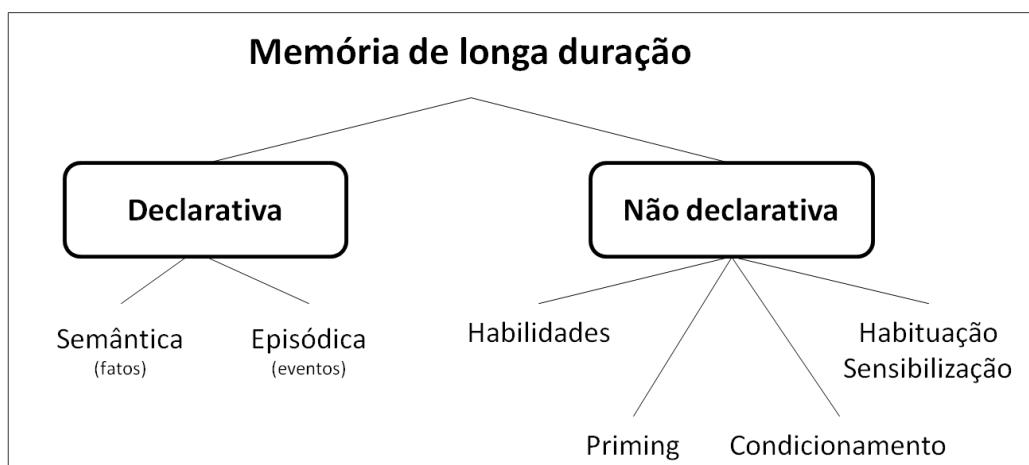 Memória de longa duração
Declarativa
Não declarativa
Semântica
(fatos)
Episódica
(eventos)
Habilidades
Habituação
Sensibilização
Priming
Condicionamento